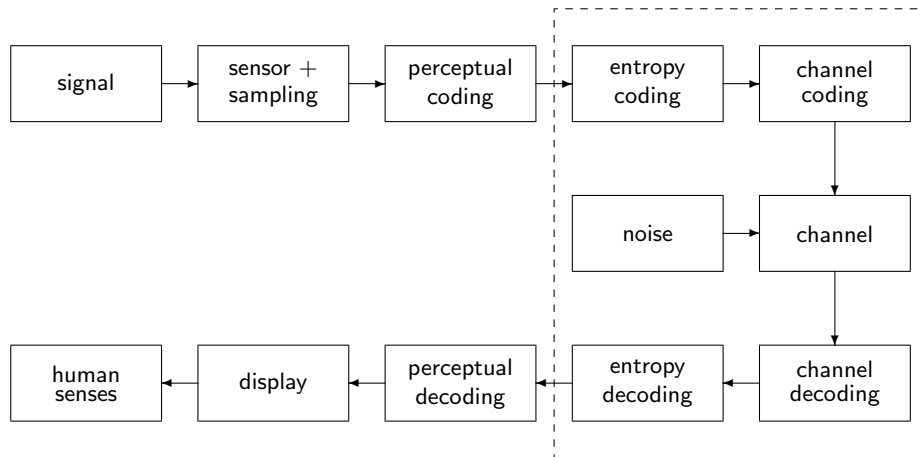 signal
sensor +
sampling
perceptual
coding
entropy
coding
channel
coding
noise
channel
human
senses
display
perceptual
decoding
entropy
decoding
channel
decoding